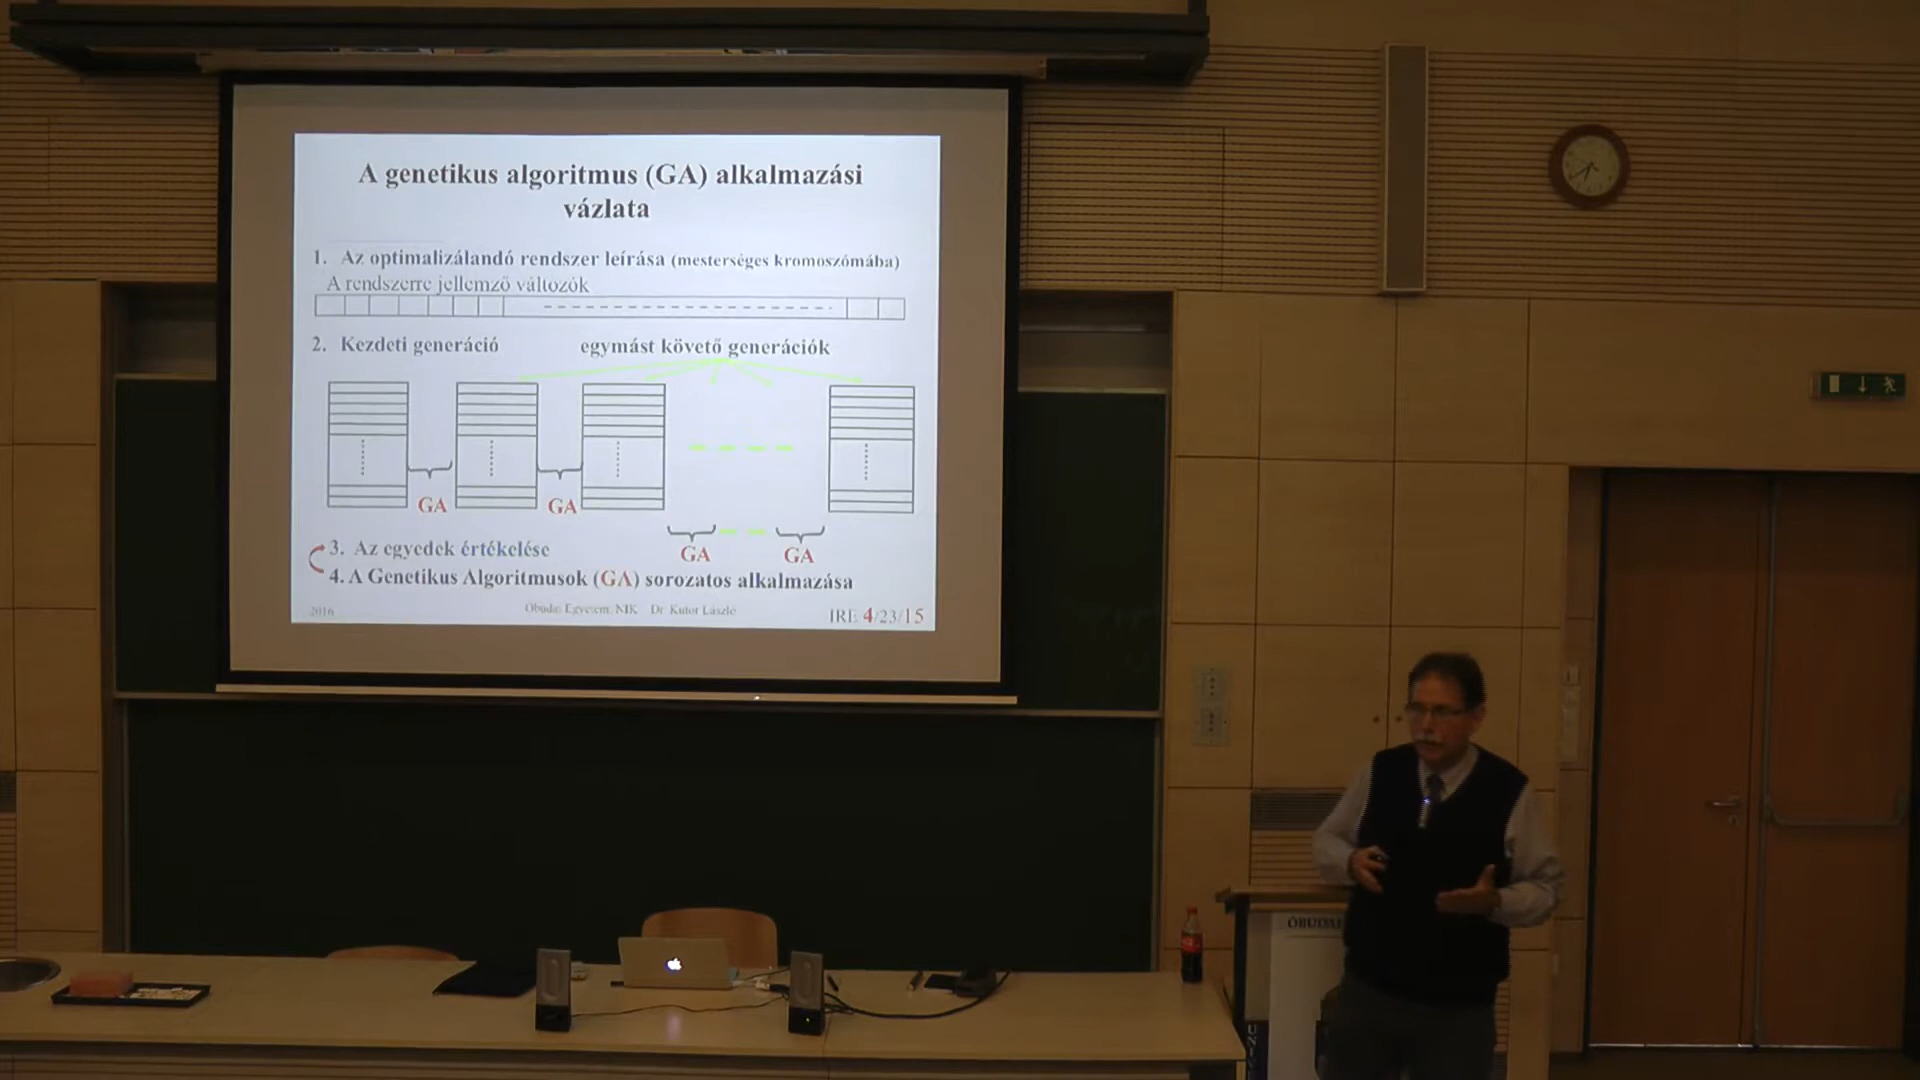 A genetikus algoritmus (GA) alkalmazási
vázlata
1. Az optimalizálandó rendszer leírása (mesterséges kromoszómába)
A rendszerre jellemző változók
2. Kezdeti generáció
egymást követő generációk
GA
GA
GA
GA
3. Az egyedek értékelése
4. A Genetikus Algoritmusok (GA) sorozatos alkalmazása
2016
Óbudai Egyetem, NIK Dr. Kutor László
IRE 4/23/15